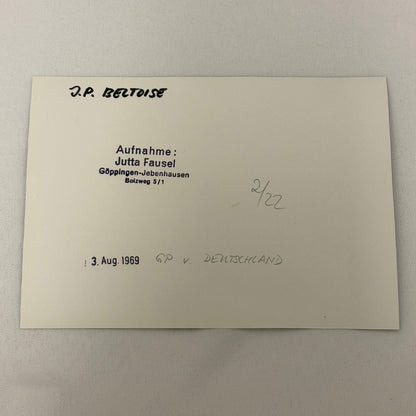 J.P. BELTOISE
Aufnahme:
Jutta Fausel
Göppingen-Jebenhausen
Bolzweg 5/1
2/22
3. Aug. 1969 GP v. DEUTSCHLAND